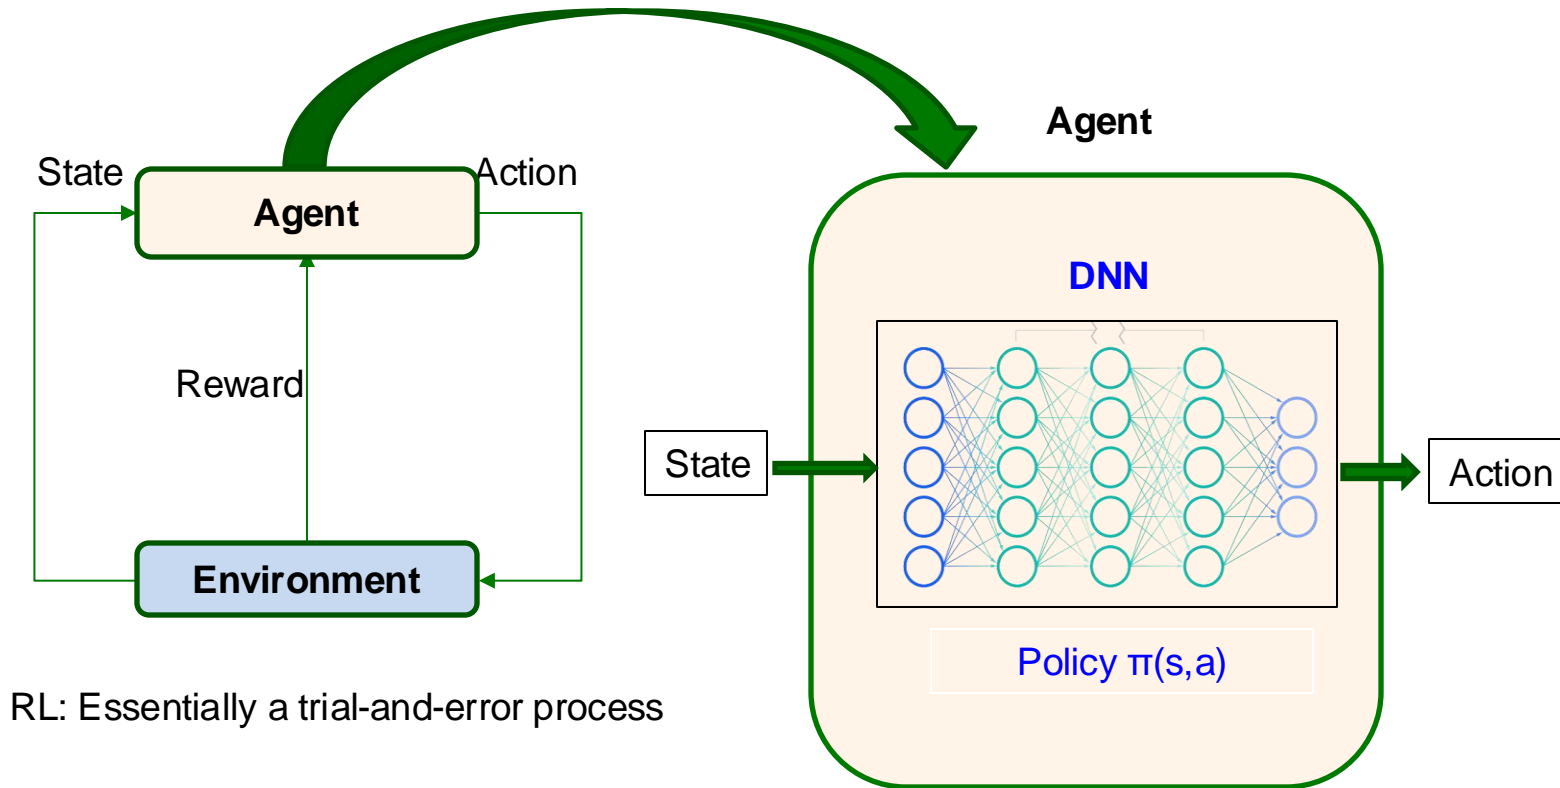 Agent
State
Action
Agent
DNN
Reward
State
Action
Environment
Policy π(s,a)
RL: Essentially a trial-and-error process